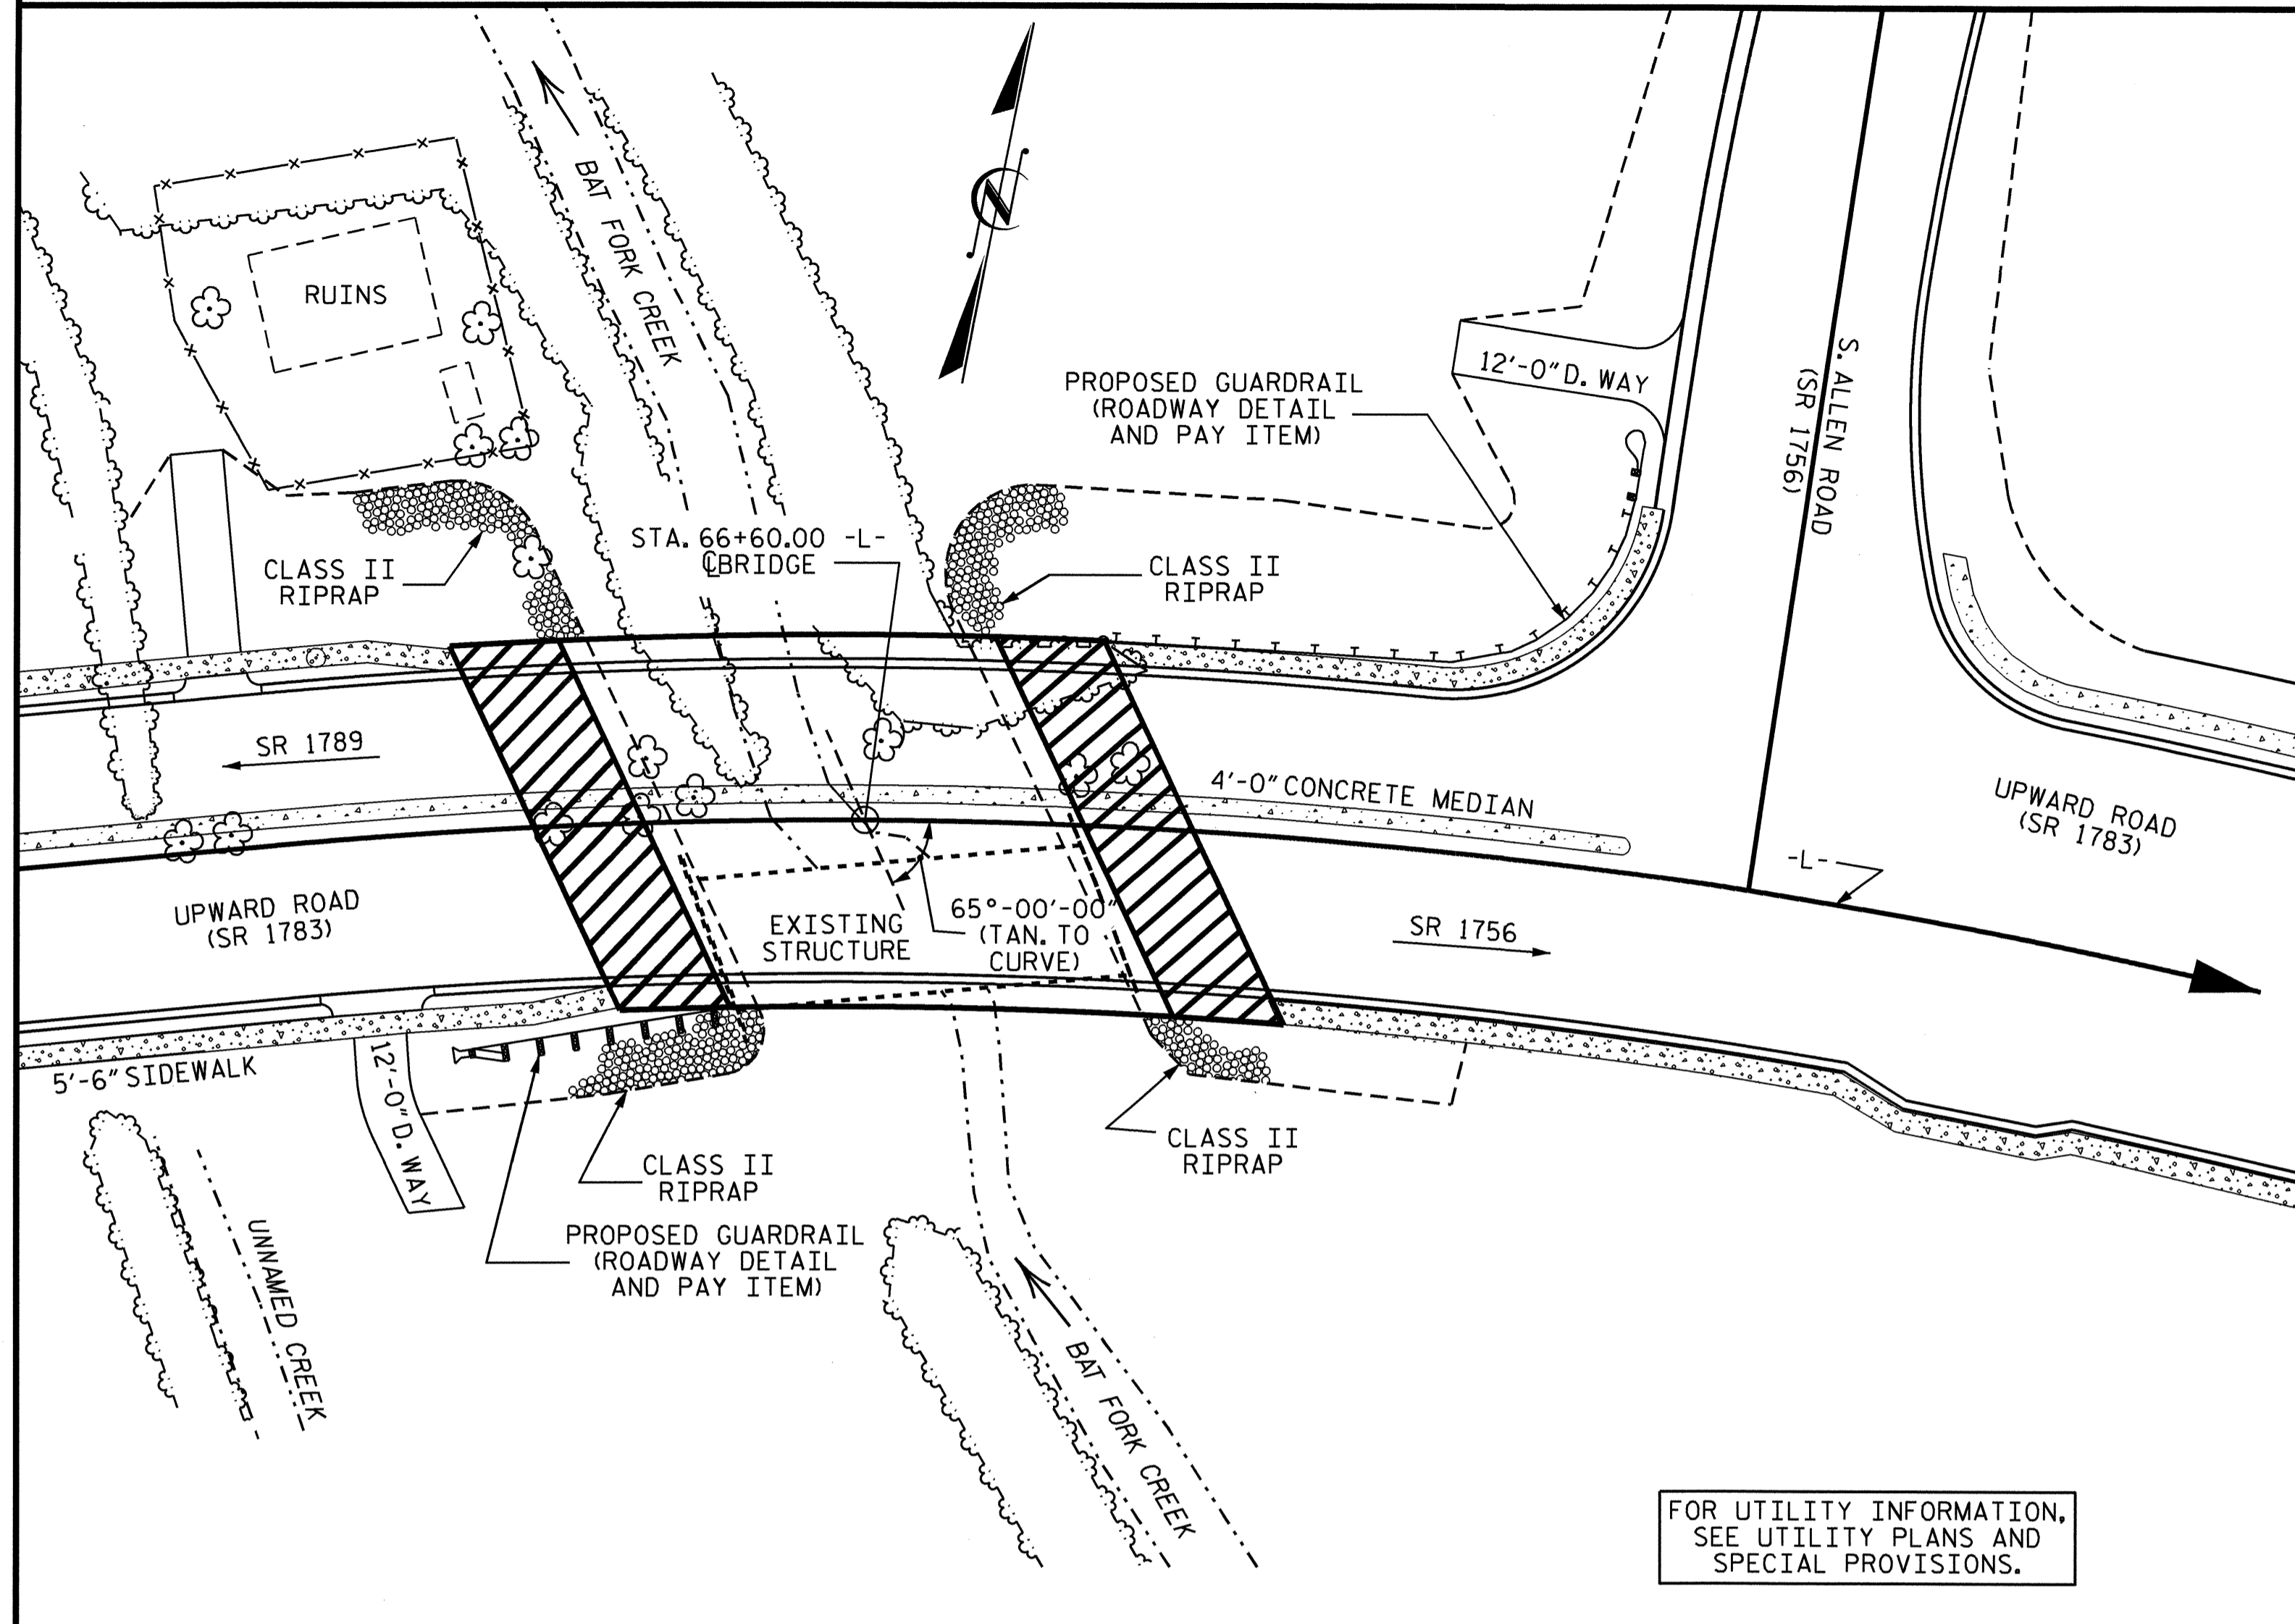 BAT FORK CREEK
N
RUINS
PROPOSED GUARDRAIL
(ROADWAY DETAIL
AND PAY ITEM)
12'-0" D. WAY
S. ALLEN ROAD
(SR 1756)
STA. 66+60.00 -L-
℄ BRIDGE
CLASS II
RIPRAP
CLASS II
RIPRAP
SR 1789
4'-0" CONCRETE MEDIAN
UPWARD ROAD
(SR 1783)
-L-
UPWARD ROAD
(SR 1783)
EXISTING
STRUCTURE
65°-00'-00"
(TAN. TO
CURVE)
SR 1756
5'-6" SIDEWALK
12'-0" D. WAY
CLASS II
RIPRAP
CLASS II
RIPRAP
PROPOSED GUARDRAIL
(ROADWAY DETAIL
AND PAY ITEM)
UNNAMED CREEK
BAT FORK CREEK
FOR UTILITY INFORMATION,
SEE UTILITY PLANS AND
SPECIAL PROVISIONS.